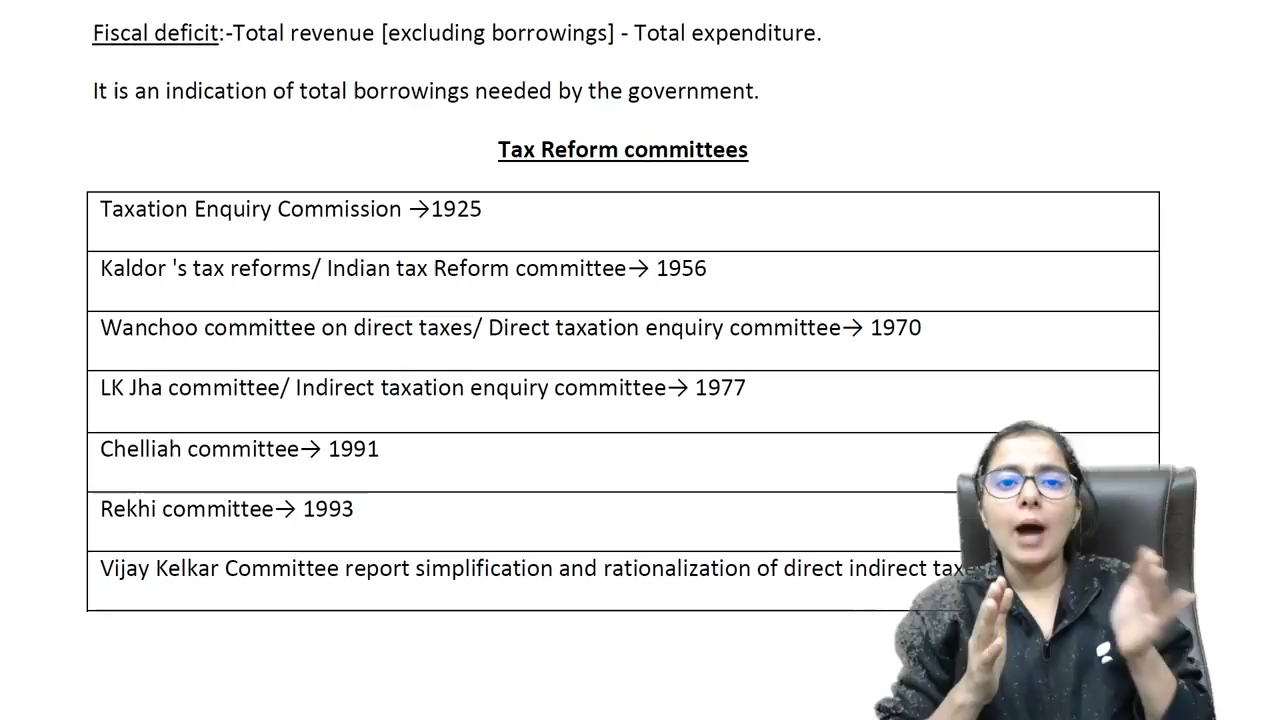 Fiscal deficit:-Total revenue [excluding borrowings] - Total expenditure.
It is an indication of total borrowings needed by the government.
Tax Reform committees
Taxation Enquiry Commission →1925
Kaldor 's tax reforms/ Indian tax Reform committee→ 1956
Wanchoo committee on direct taxes/ Direct taxation enquiry committee→ 1970
LK Jha committee/ Indirect taxation enquiry committee→ 1977
Chelliah committee→ 1991
Rekhi committee→ 1993
Vijay Kelkar Committee report simplification and rationalization of direct indirect